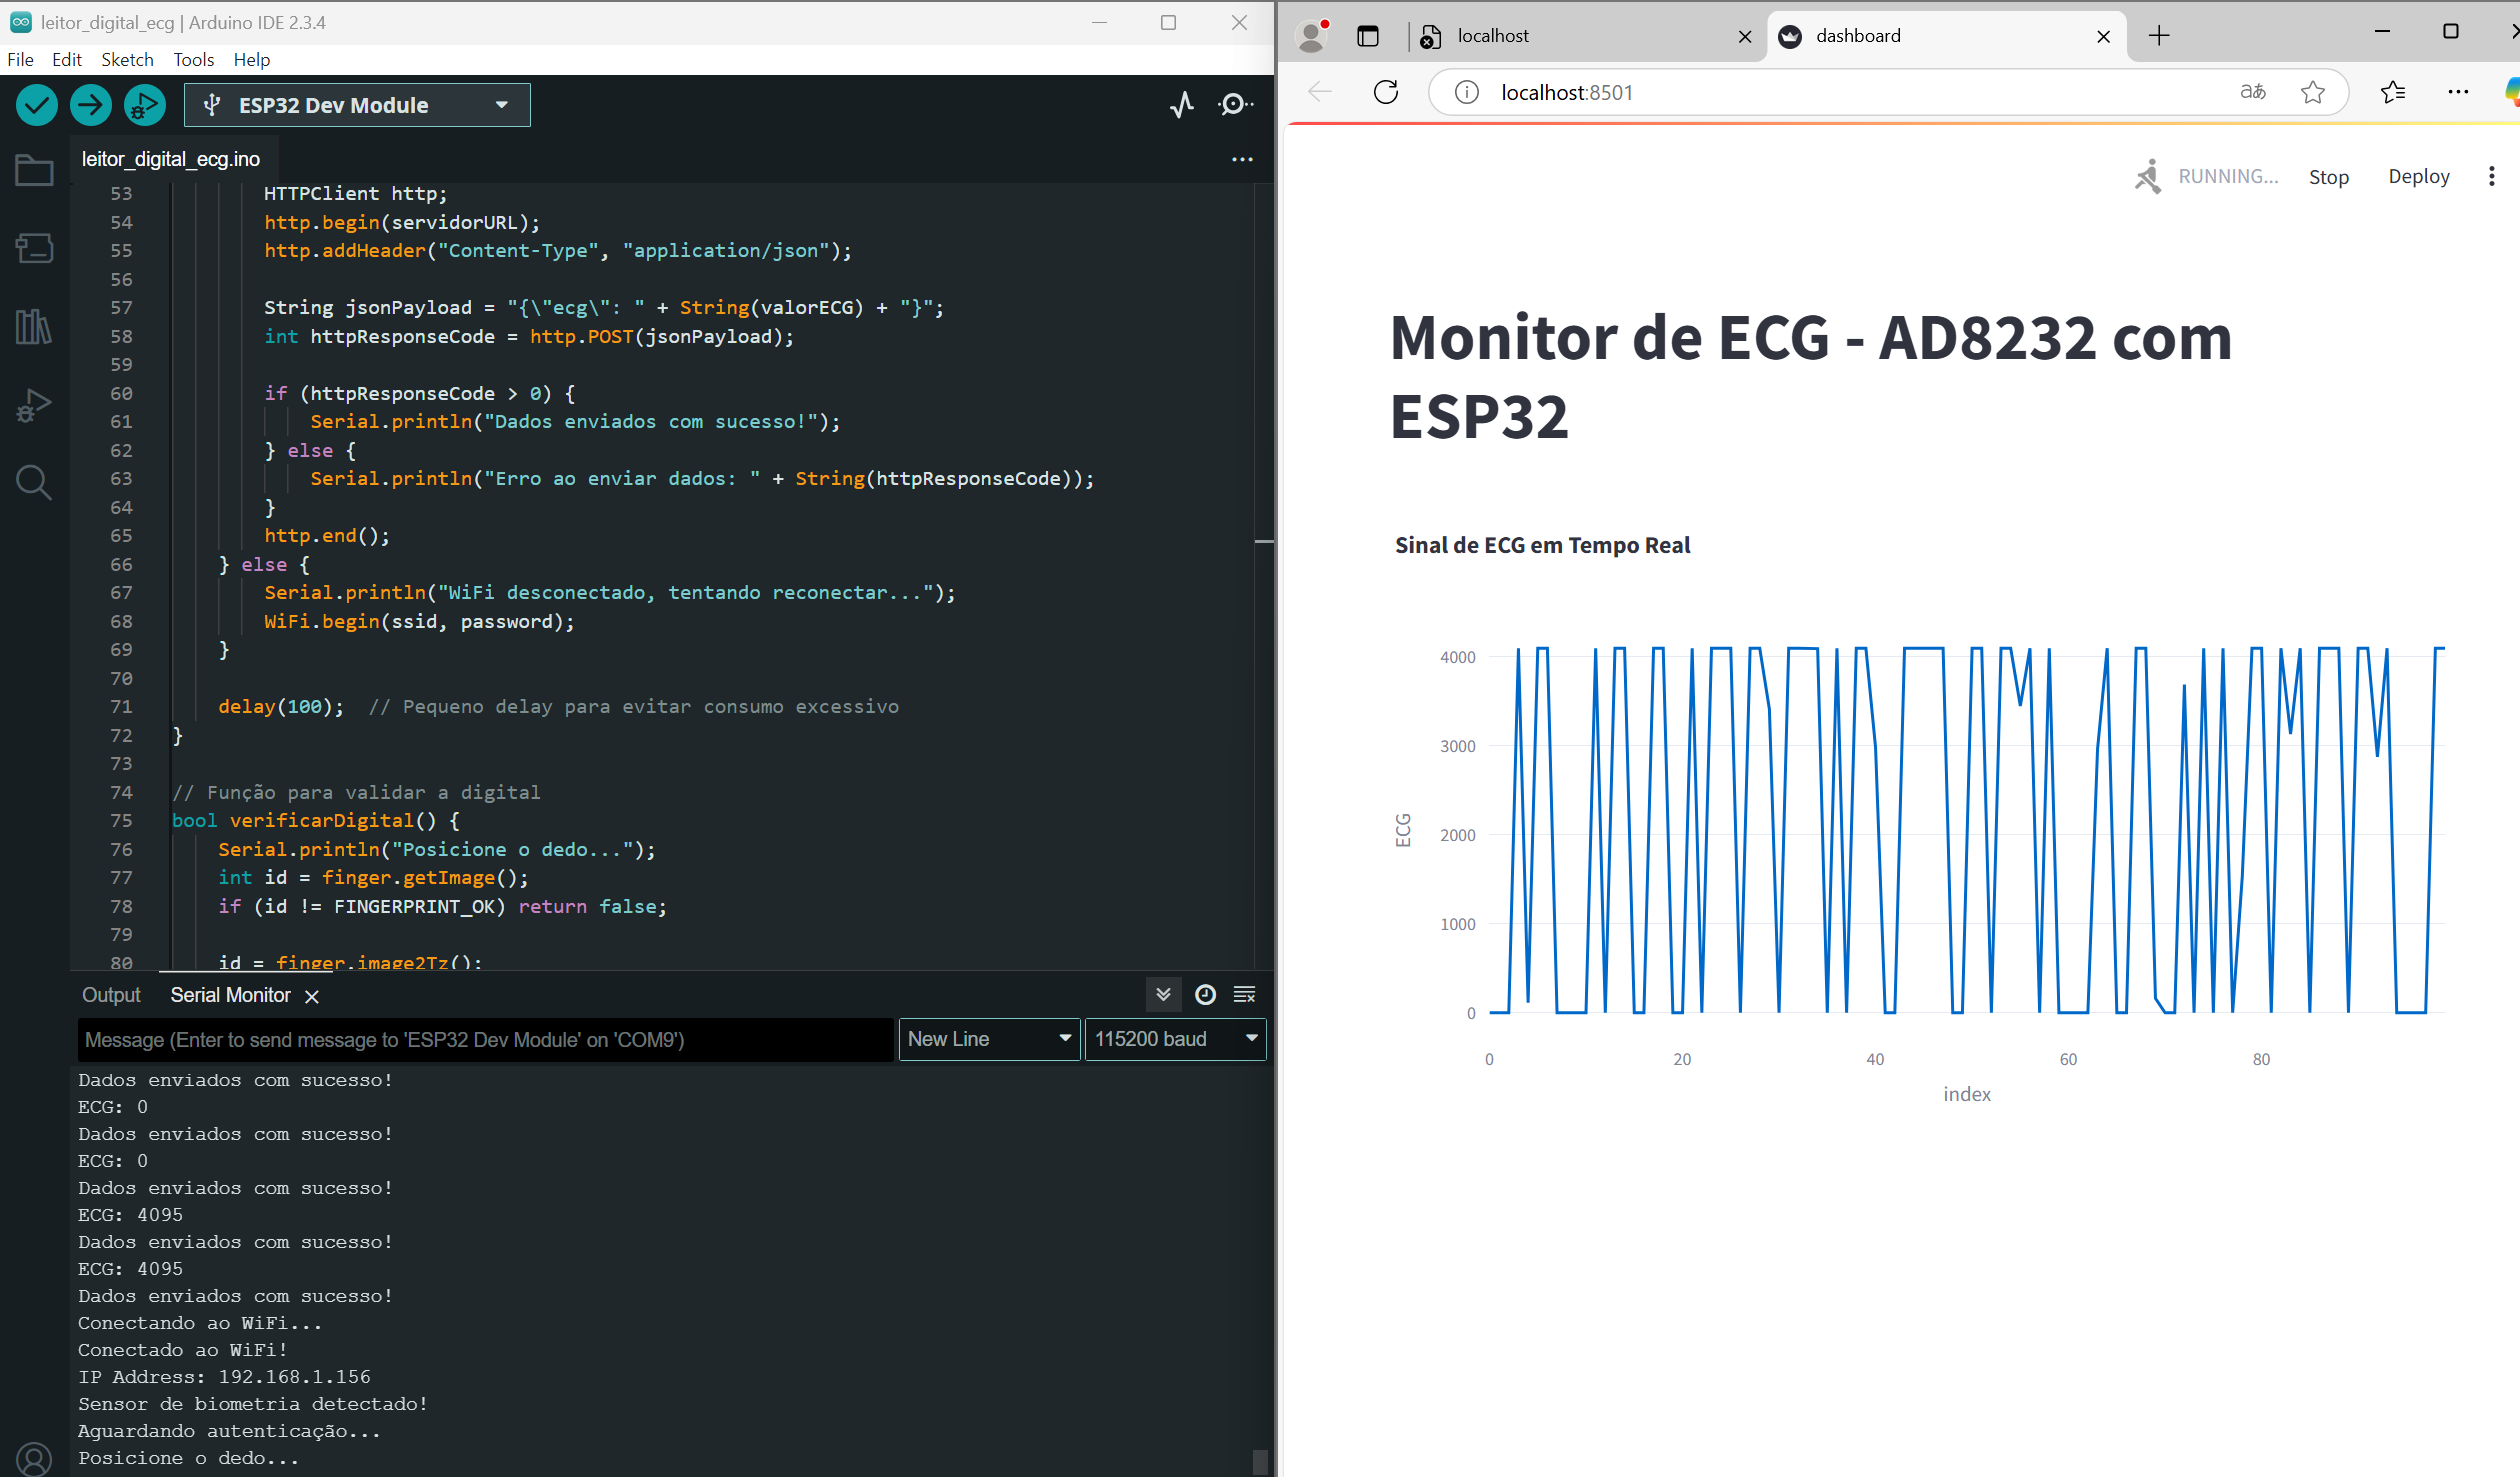 leitor_digital_ecg | Arduino IDE 2.3.4
File Edit Sketch Tools Help
ESP32 Dev Module
leitor_digital_ecg.ino
53 HTTPClient http;
54 http.begin(servidorURL);
55 http.addHeader("Content-Type", "application/json");
56
57 String jsonPayload = "{\"ecg\": " + String(valorECG) + "}";
58 int httpResponseCode = http.POST(jsonPayload);
59
60 if (httpResponseCode > 0) {
61 Serial.println("Dados enviados com sucesso!");
62 } else {
63 Serial.println("Erro ao enviar dados: " + String(httpResponseCode));
64 }
65 http.end();
66 } else {
67 Serial.println("WiFi desconectado, tentando reconectar...");
68 WiFi.begin(ssid, password);
69 }
70
71 delay(100);  // Pequeno delay para evitar consumo excessivo
72 }
73
74 // Função para validar a digital
75 bool verificarDigital() {
76 Serial.println("Posicione o dedo...");
77 int id = finger.getImage();
78 if (id != FINGERPRINT_OK) return false;
79
80 id = finger.image2Tz();
Output Serial Monitor
Message (Enter to send message to 'ESP32 Dev Module' on 'COM9')
New Line
115200 baud
Dados enviados com sucesso!
ECG: 0
Dados enviados com sucesso!
ECG: 0
Dados enviados com sucesso!
ECG: 4095
Dados enviados com sucesso!
ECG: 4095
Dados enviados com sucesso!
Conectando ao WiFi...
Conectado ao WiFi!
IP Address: 192.168.1.156
Sensor de biometria detectado!
Aguardando autenticação...
Posicione o dedo...
localhost
dashboard
localhost:8501
aあ
RUNNING...
Stop
Deploy
Monitor de ECG - AD8232 com
ESP32
Sinal de ECG em Tempo Real
4000
3000
2000
1000
0
ECG
0 20 40 60 80
index